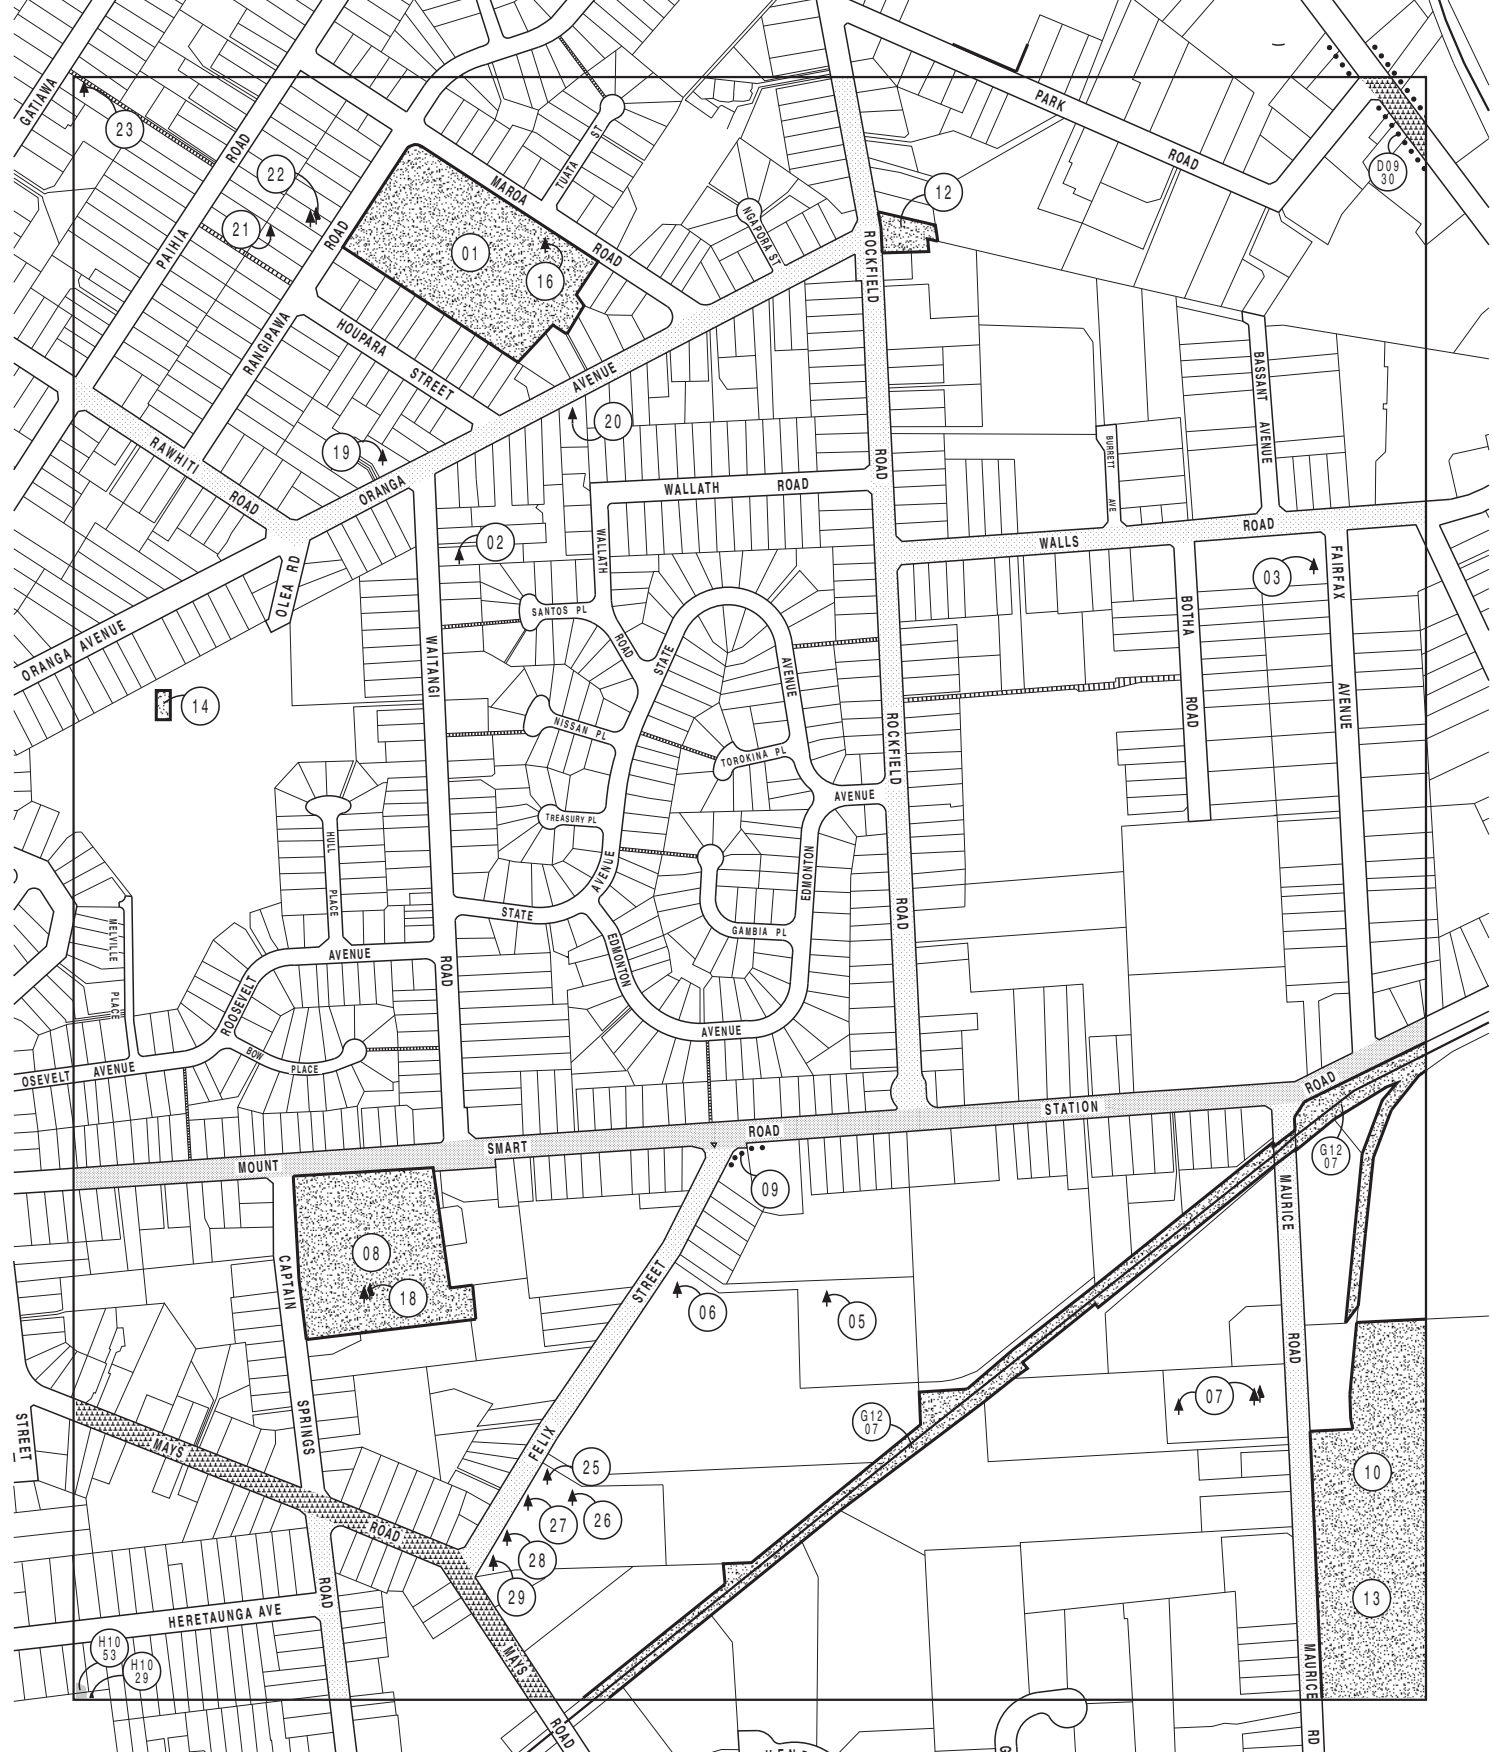 GATIAWA
23
ROAD
PAIHIA
22
21
ROAD
RANGIPAWA
01
16
MAROA
ROAD
TUATA
ST
NGAPORA ST
12
PARK
ROAD
D09
30
ROCKFIELD
HOUPARA
STREET
AVENUE
20
19
ORANGA
RAWHITI
ROAD
BASSANT
AVENUE
BURRETT
AVE
ROAD
WALLATH
ROAD
WALLATH
ROAD
WALLS
ROAD
02
03
FAIRFAX
AVENUE
BOTHA
ROAD
OLEA RD
ORANGA AVENUE
14
WAITANGI
SANTOS PL
STATE
AVENUE
NISSAN PL
TOROKINA PL
ROCKFIELD
AVENUE
TREASURY PL
HULL
PLACE
AVENUE
EDMONTON
STATE
ROAD
GAMBIA PL
MELVILLE
PLACE
AVENUE
ROAD
EDMONTON
AVENUE
ROOSEVELT
BOW
PLACE
OSEVELT
AVENUE
ROAD
STATION
ROAD
SMART
MOUNT
G12
07
09
MAURICE
08
18
CAPTAIN
STREET
06
05
ROAD
07
G12
07
SPRINGS
FELIX
STREET
MAYS
25
26
27
28
29
10
ROAD
ROAD
HERETAUNGA AVE
13
H10
53
H10
29
MAYS
MAURICE
ROAD
RD